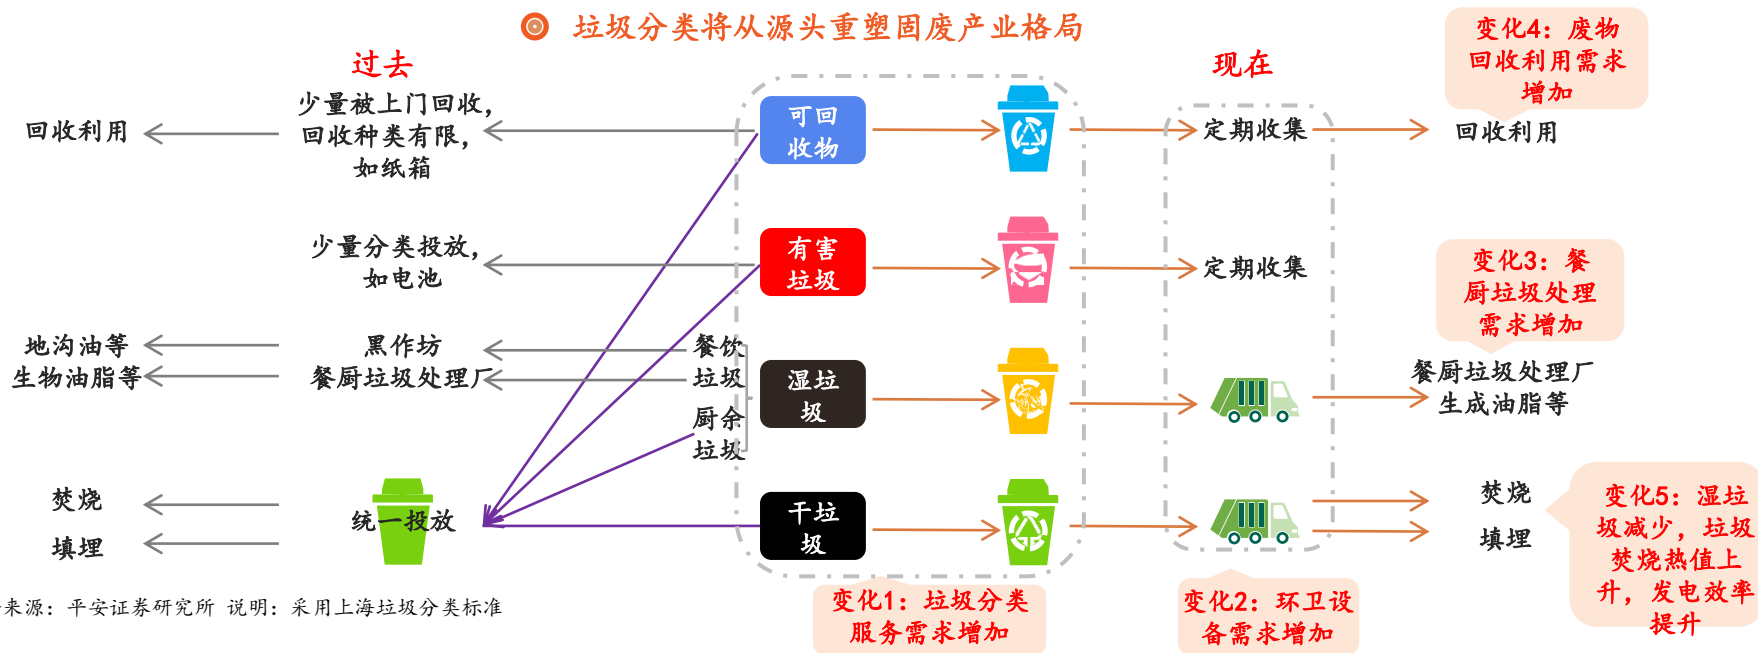 垃圾分类将从源头重塑固废产业格局
过去
现在
变化4：废物
回收利用需求
增加
回收利用
少量被上门回收，
回收种类有限，
如纸箱
可回
收物
定期收集
回收利用
少量分类投放，
如电池
有害
垃圾
定期收集
变化3：餐
厨垃圾处理
需求增加
地沟油等
生物油脂等
黑作坊
餐厨垃圾处理厂
餐饮
垃圾
厨余
垃圾
湿垃
圾
餐厨垃圾处理厂
生成油脂等
焚烧
填埋
统一投放
干垃
圾
焚烧
填埋
变化5：湿垃
圾减少，垃圾
焚烧热值上
升，发电效率
提升
变化1：垃圾分类
服务需求增加
变化2：环卫设
备需求增加
来源：平安证券研究所 说明：采用上海垃圾分类标准